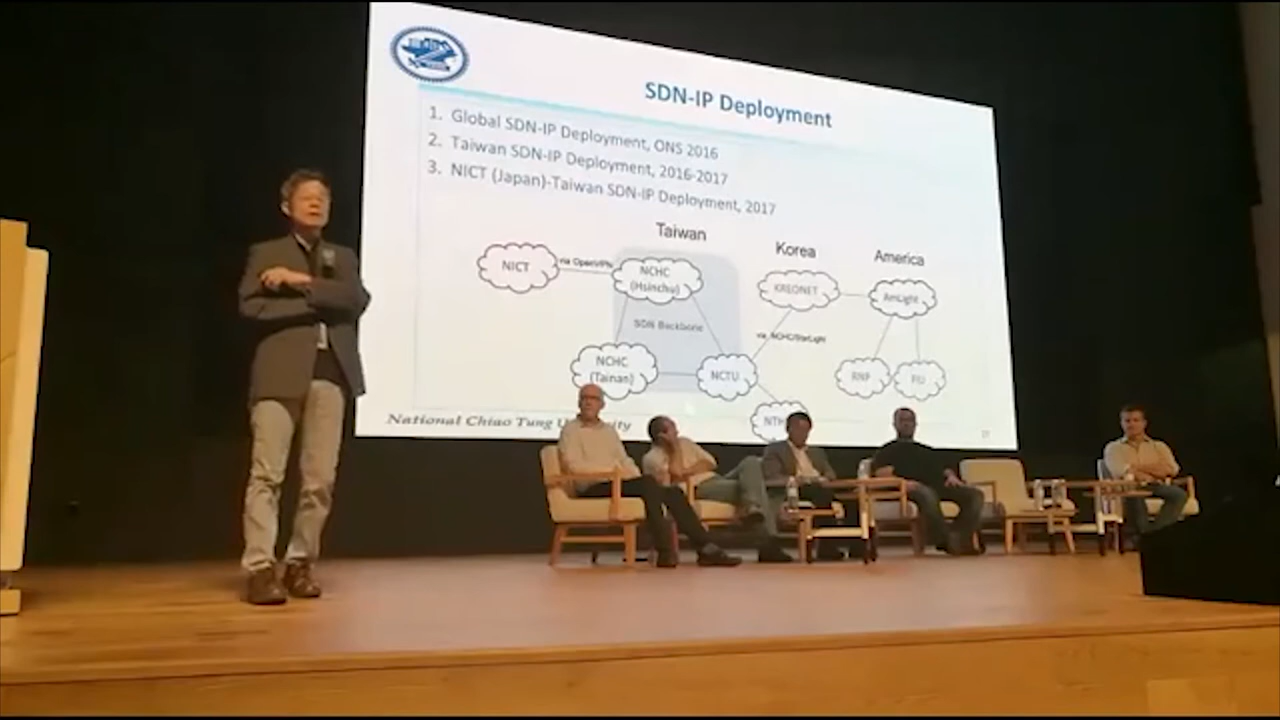 SDN-IP Deployment
1. Global SDN-IP Deployment, ONS 2016
2. Taiwan SDN-IP Deployment, 2016-2017
3. NICT (Japan)-Taiwan SDN-IP Deployment, 2017
Taiwan
Korea
America
NICT
via OpenVPN
NCHC
(Hsinchu)
KREONET
AmLight
SDN Backbone
via NCHC/StarLight
NCHC
(Tainan)
NCTU
RNP
FIU
NTH
National Chiao Tung